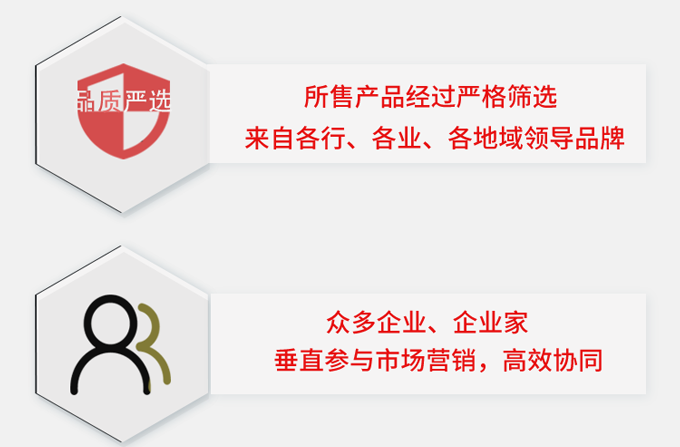 品质严选
所售产品经过严格筛选
来自各行、各业、各地域领导品牌
众多企业、企业家
垂直参与市场营销，高效协同